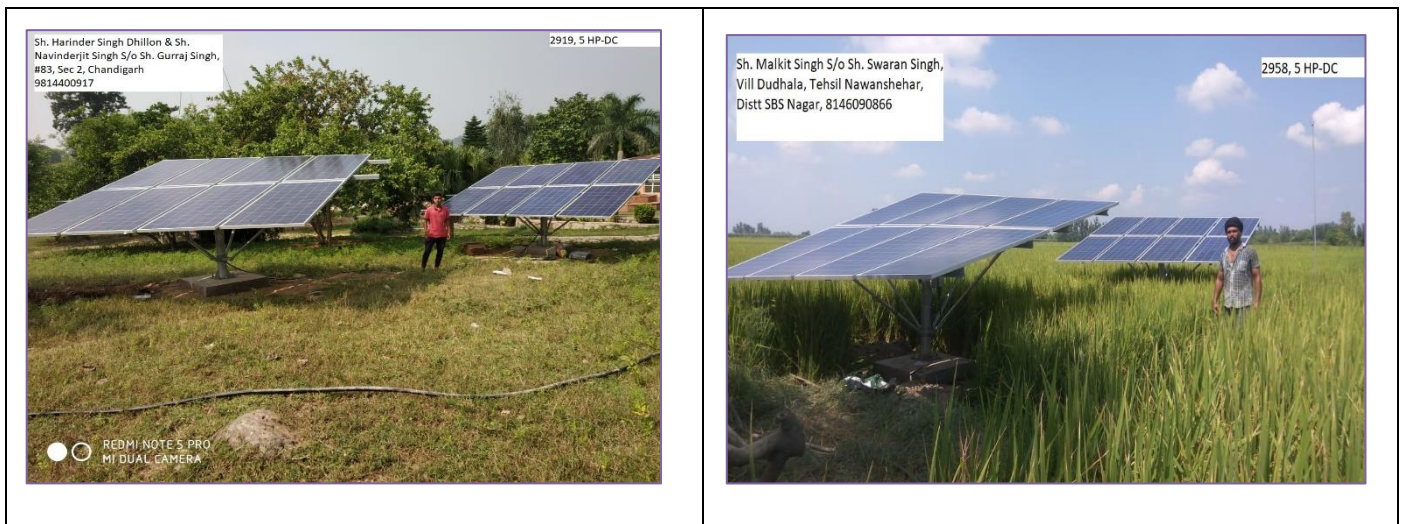 Sh. Harinder Singh Dhillon & Sh.
Navinderjit Singh S/o Sh. Gurraj Singh,
#83, Sec 2, Chandigarh
9814400917
2919, 5 HP-DC
REDMI NOTE 5 PRO
MI DUAL CAMERA
Sh. Malkit Singh S/o Sh. Swaran Singh,
Vill Dudhala, Tehsil Nawanshehar,
Distt SBS Nagar, 8146090866
2958, 5 HP-DC